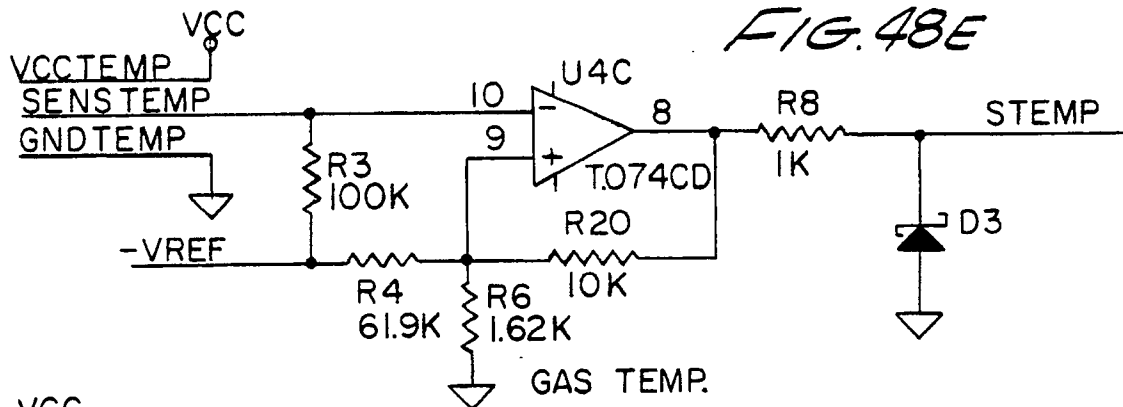 FIG. 48E
VCC
VCCTEMP
SENSTEMP
GNDTEMP
-VREF
R3
100K
R4
61.9K
R6
1.62K
10
9
-
+
U4C
8
T.074CD
R20
10K
R8
1K
STEMP
D3
GAS TEMP.
VCC